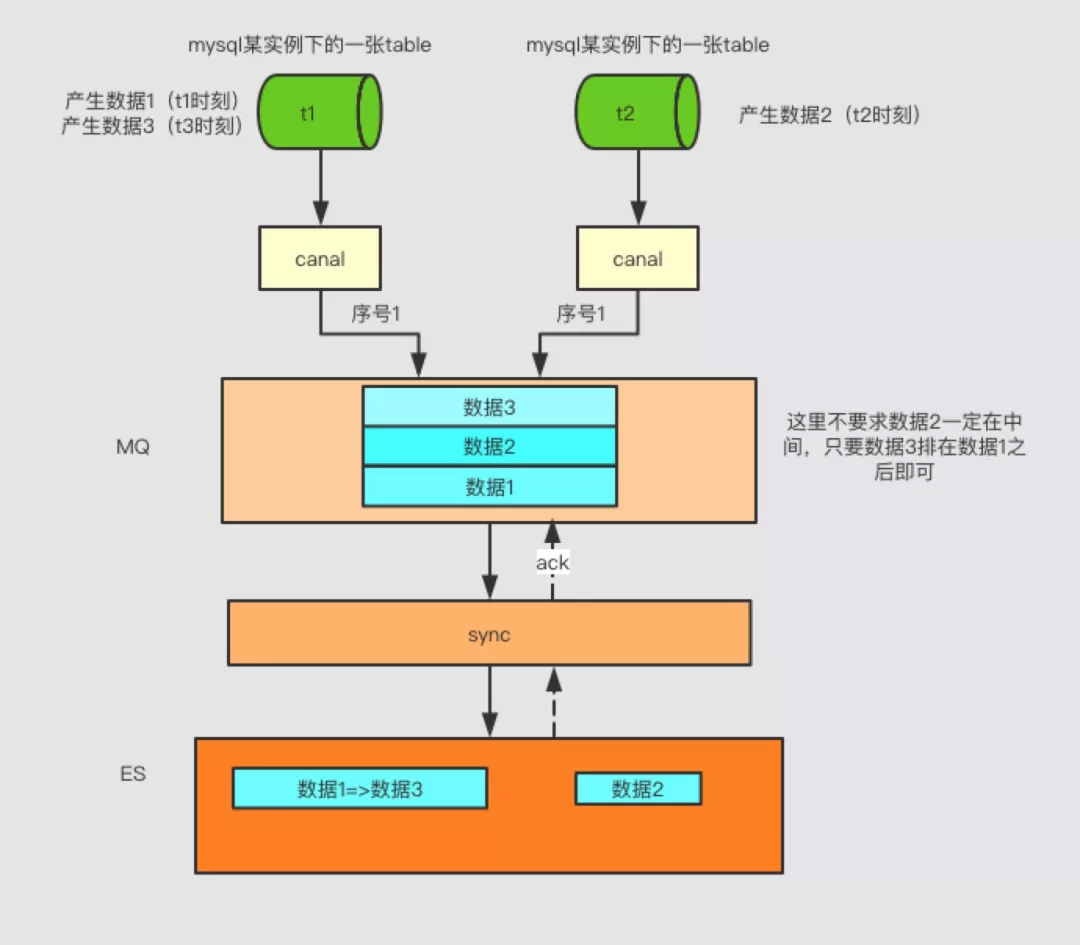 mysql某实例下的一张table
mysql某实例下的一张table
产生数据1（t1时刻）
产生数据3（t3时刻）
t1
t2
产生数据2（t2时刻）
canal
canal
序号1
序号1
MQ
数据3
数据2
数据1
这里不要求数据2一定在中
间，只要数据3排在数据1之
后即可
ack
sync
ES
数据1=>数据3
数据2